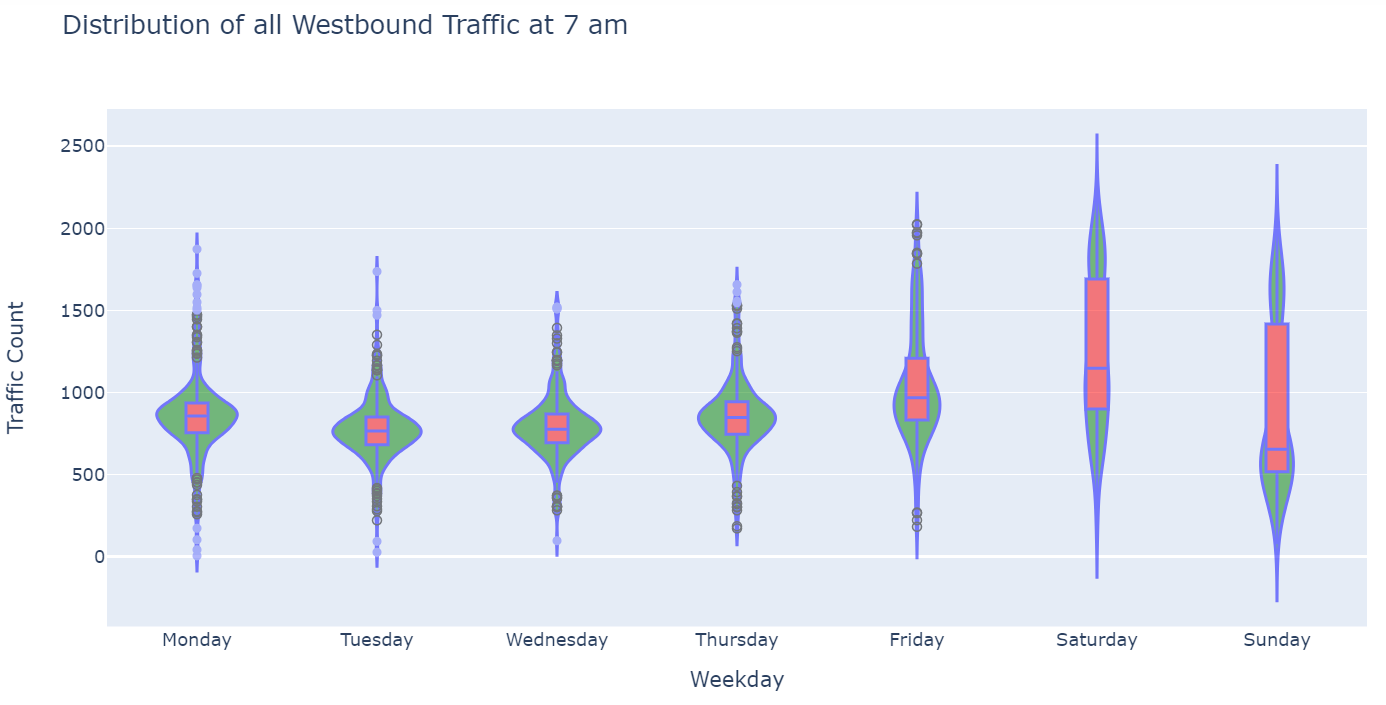 Distribution of all Westbound Traffic at 7 am
2500
2000
1500
1000
500
0
Traffic Count
Monday Tuesday Wednesday Thursday Friday Saturday Sunday
Weekday